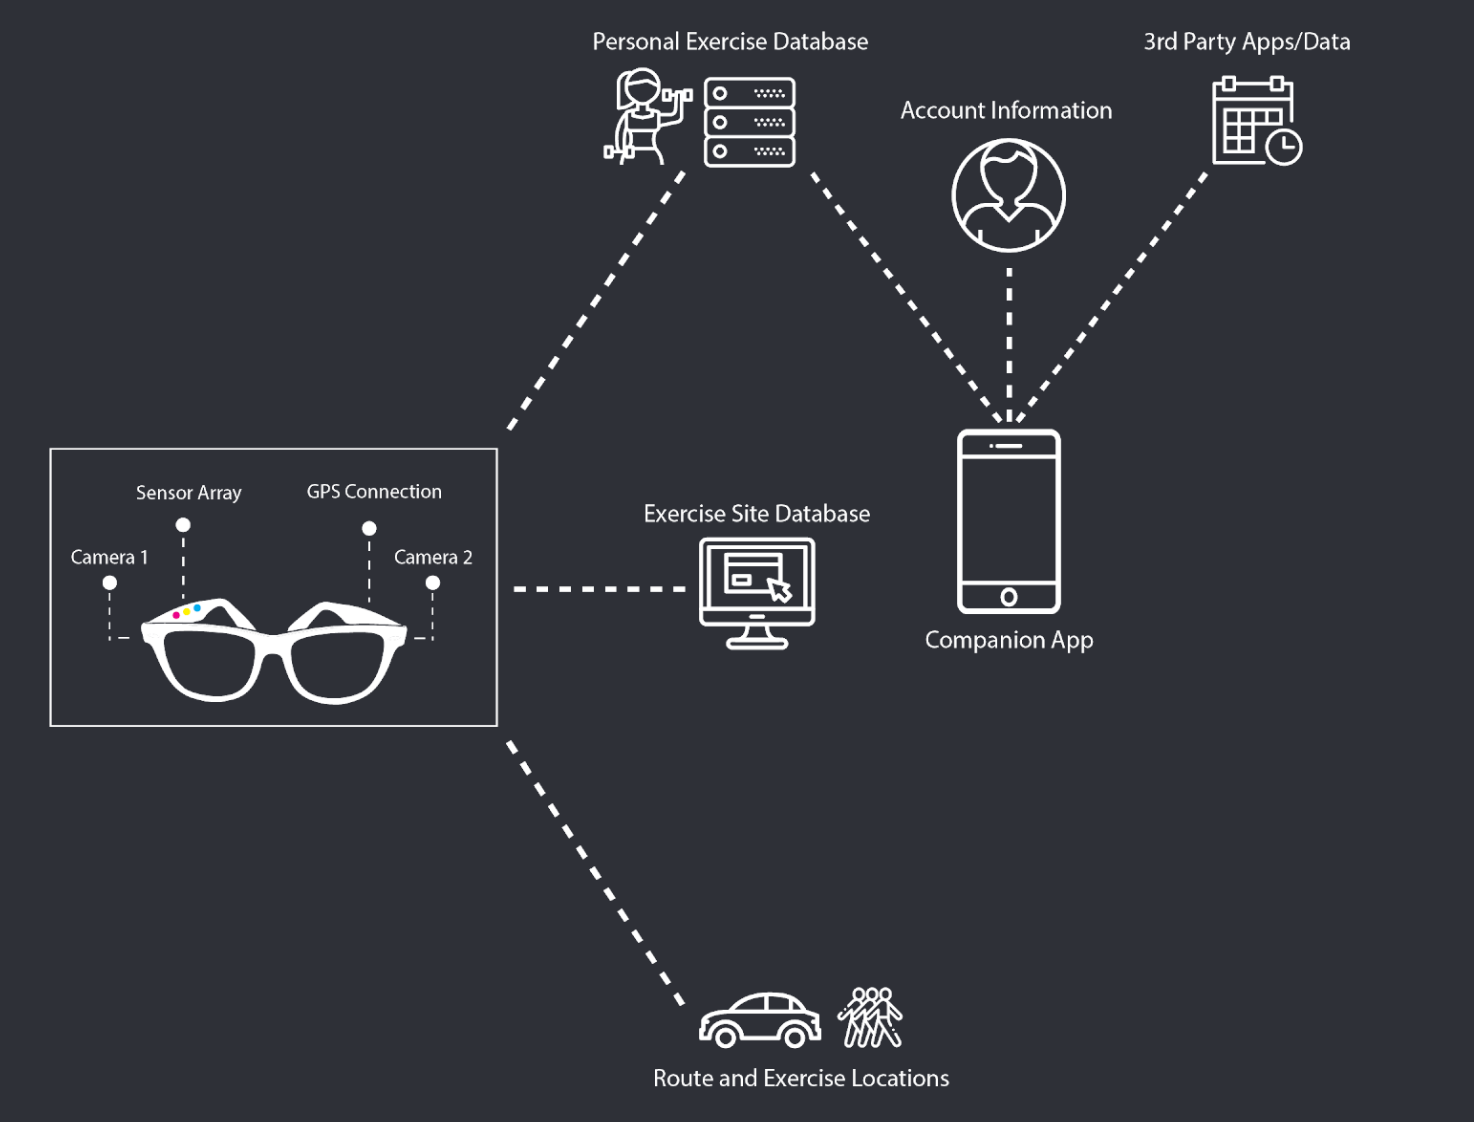 Personal Exercise Database
3rd Party Apps/Data
Account Information
Sensor Array
GPS Connection
Camera 1
Camera 2
Exercise Site Database
Companion App
Route and Exercise Locations